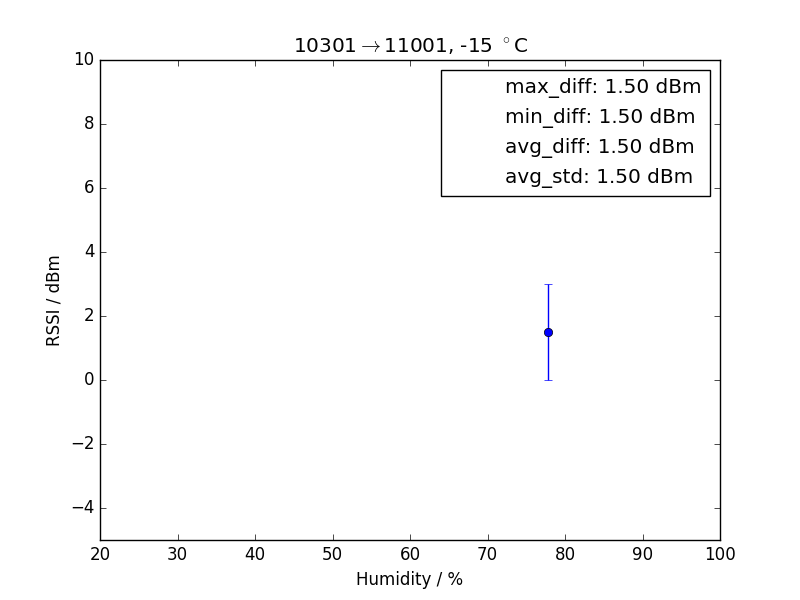 10301→11001, -15 °C
max_diff: 1.50 dBm
min_diff: 1.50 dBm
avg_diff: 1.50 dBm
avg_std: 1.50 dBm
RSSI / dBm
10
8
6
4
2
0
−2
−4
20 30 40 50 60 70 80 90 100
Humidity / %